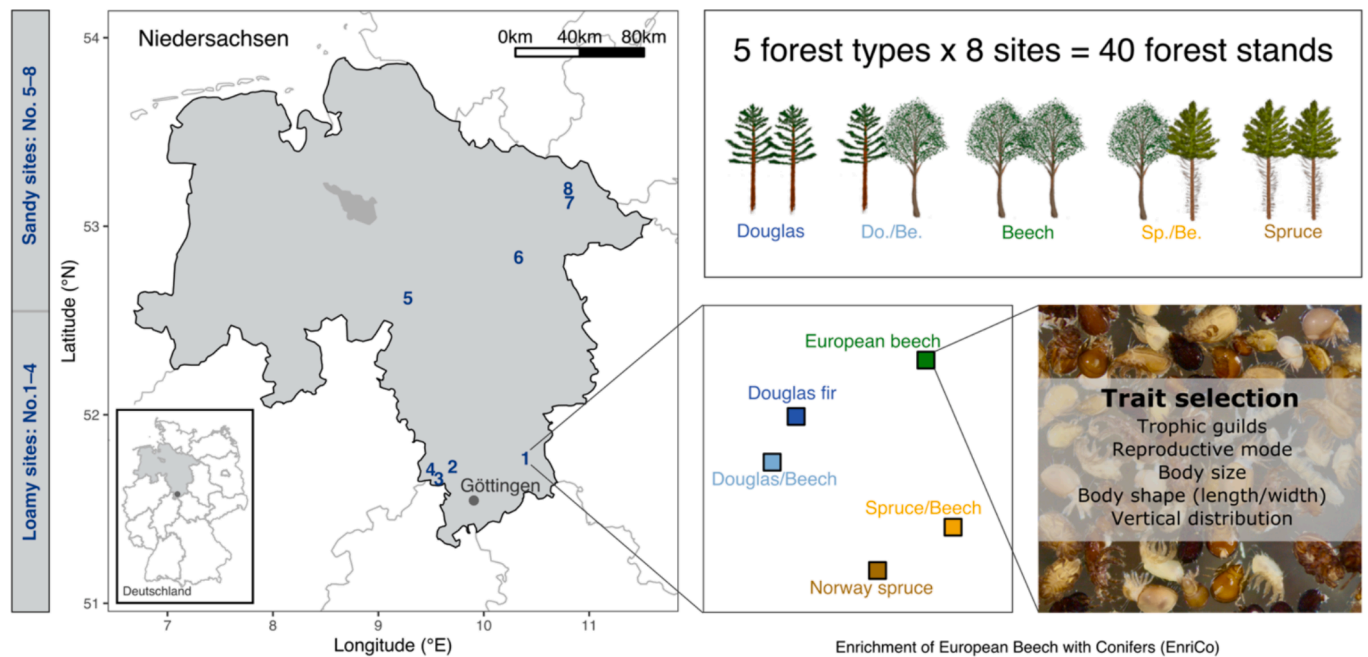 Sandy sites: No. 5–8
Loamy sites: No.1–4
Niedersachsen
0km 40km 80km
54
53
52
51
Latitude (°N)
8
7
6
5
4
3
2
1
Göttingen
Deutschland
7 8 9 10 11
Longitude (°E)
5 forest types x 8 sites = 40 forest stands
Douglas Do./Be. Beech Sp./Be. Spruce
European beech
Douglas fir
Douglas/Beech
Spruce/Beech
Norway spruce
Trait selection
Trophic guilds
Reproductive mode
Body size
Body shape (length/width)
Vertical distribution
Enrichment of European Beech with Conifers (EnriCo)